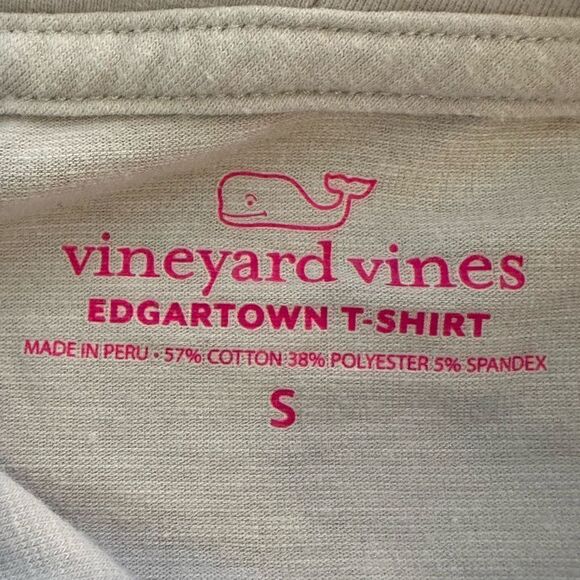 vineyard vines
EDGARTOWN T-SHIRT
MADE IN PERU • 57% COTTON 38% POLYESTER 5% SPANDEX
S